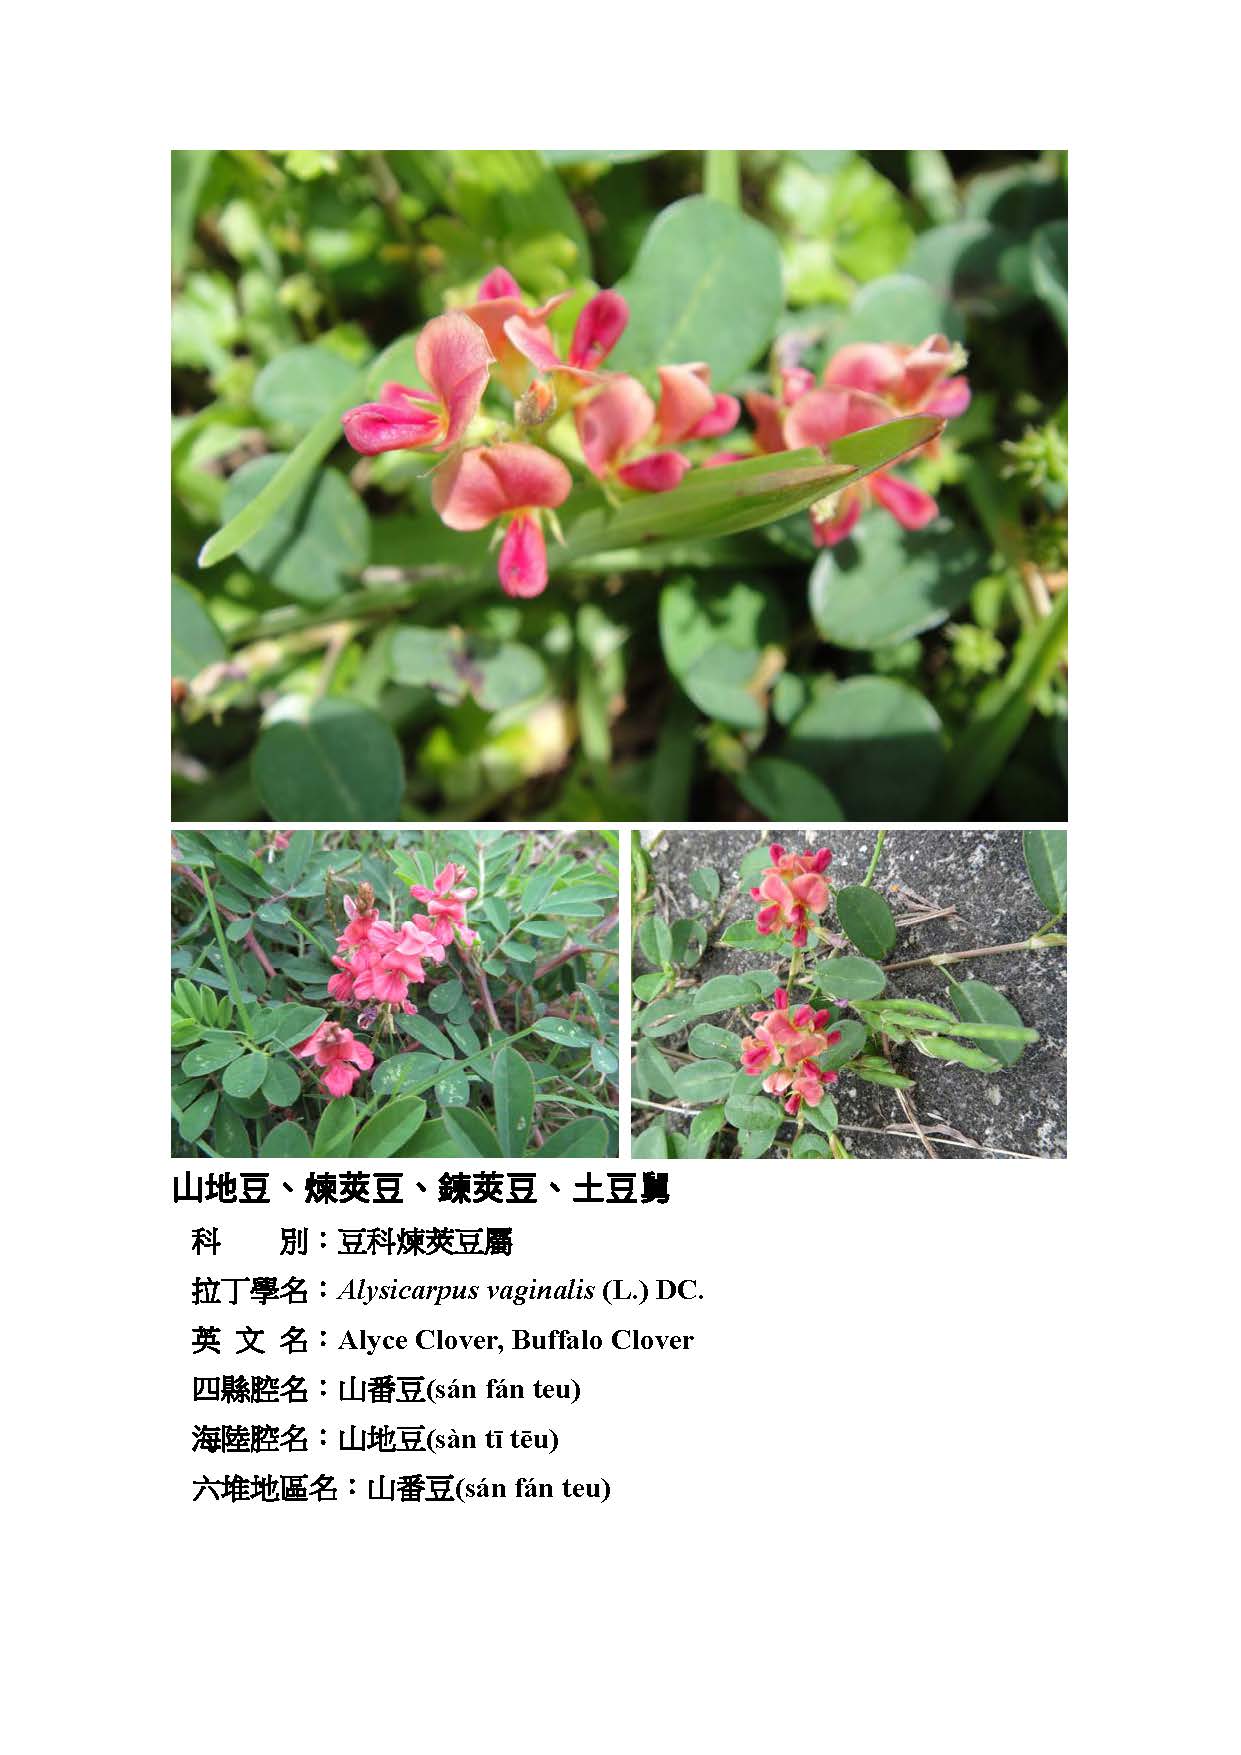 山地豆、煉莢豆、鍊莢豆、土豆舅
科　　別：豆科煉莢豆屬
拉丁學名：Alysicarpus vaginalis (L.) DC.
英 文 名：Alyce Clover, Buffalo Clover
四縣腔名：山番豆(sán fán teu)
海陸腔名：山地豆(sàn tī tēu)
六堆地區名：山番豆(sán fán teu)